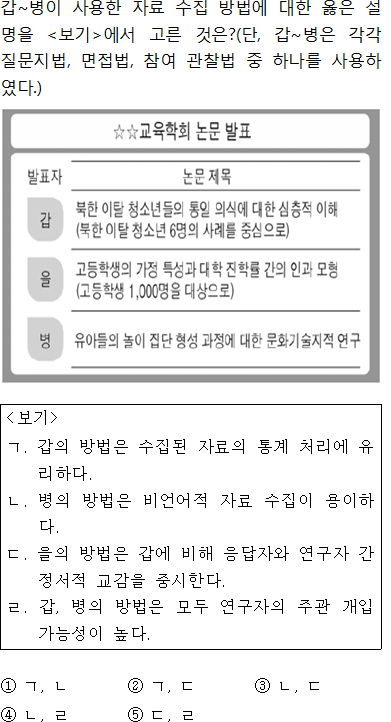 갑~병이 사용한 자료 수집 방법에 대한 옳은 설
명을 <보기>에서 고른 것은?(단, 갑~병은 각각
질문지법, 면접법, 참여 관찰법 중 하나를 사용하
였다.)
☆☆교육학회 논문 발표
발표자 논문 제목
갑 북한 이탈 청소년들의 통일 의식에 대한 심층적 이해
(북한 이탈 청소년 6명의 사례를 중심으로)
을 고등학생의 가정 특성과 대학 진학률 간의 인과 모형
(고등학생 1,000명을 대상으로)
병 유아들의 놀이 집단 형성 과정에 대한 문화기술지적 연구
<보기>
ㄱ. 갑의 방법은 수집된 자료의 통계 처리에 유
리하다.
ㄴ. 병의 방법은 비언어적 자료 수집이 용이하
다.
ㄷ. 을의 방법은 갑에 비해 응답자와 연구자 간
정서적 교감을 중시한다.
ㄹ. 갑, 병의 방법은 모두 연구자의 주관 개입
가능성이 높다.
① ㄱ, ㄴ ② ㄱ, ㄷ ③ ㄴ, ㄷ
④ ㄴ, ㄹ ⑤ ㄷ, ㄹ